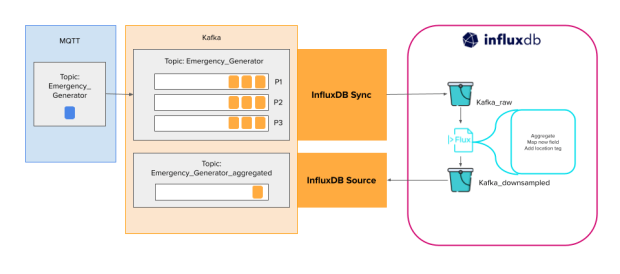 MQTT
Topic:
Emergency_
Generator
Kafka
Topic: Emergency_Generator
P1
P2
P3
Topic:
Emergency_Generator_aggregated
InfluxDB Sync
InfluxDB Source
influxdb
Kafka_raw
|>Flux
Aggregate
Map new field
Add location tag.
Kafka_downsampled